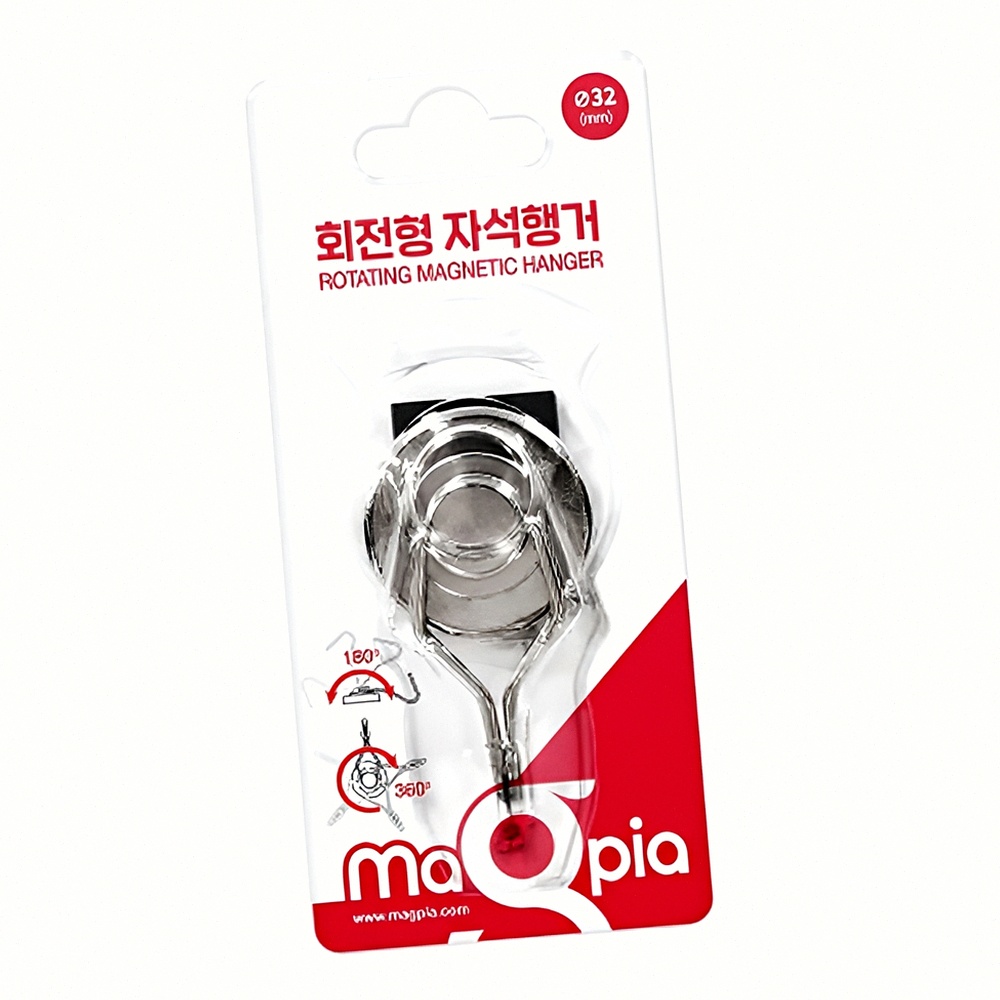 Ø32
(mm)
회전형 자석행거
ROTATING MAGNETIC HANGER
180°
360°
magpia
www.magpia.com